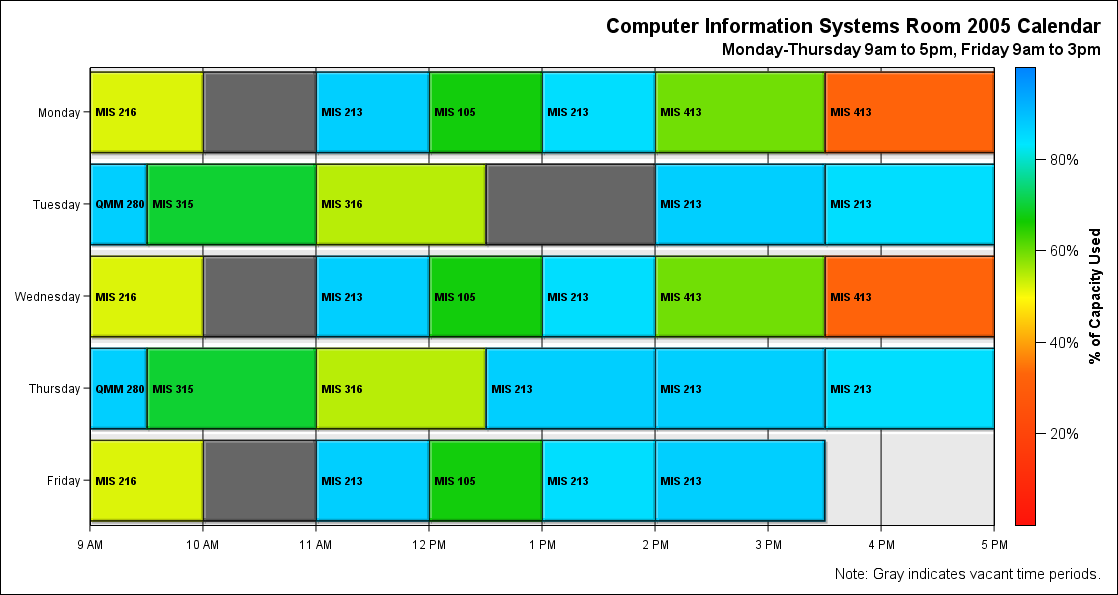 Computer Information Systems Room 2005 Calendar
Monday-Thursday 9am to 5pm, Friday 9am to 3pm
Monday MIS 216 MIS 213 MIS 105 MIS 213 MIS 413 MIS 413
80%
Tuesday QMM 280 MIS 315 MIS 316 MIS 213 MIS 213
60%
Wednesday MIS 216 MIS 213 MIS 105 MIS 213 MIS 413 MIS 413
% of Capacity Used
40%
Thursday QMM 280 MIS 315 MIS 316 MIS 213 MIS 213 MIS 213
20%
Friday MIS 216 MIS 213 MIS 105 MIS 213 MIS 213
9 AM 10 AM 11 AM 12 PM 1 PM 2 PM 3 PM 4 PM 5 PM
Note: Gray indicates vacant time periods.